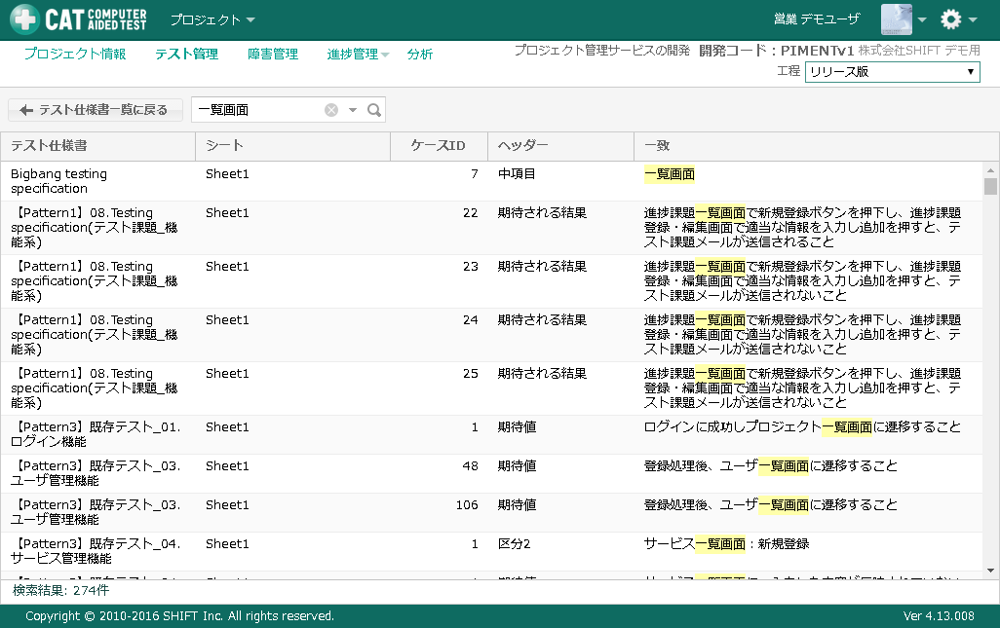 CAT COMPUTER AIDED TEST
プロジェクト
営業 デモユーザ
プロジェクト情報 テスト管理 障害管理 進捗管理 分析
プロジェクト管理サービスの開発 開発コード：PIMENTv1 株式会社SHIFT デモ用
工程 リリース版
テスト仕様書一覧に戻る
一覧画面
テスト仕様書 シート ケースID ヘッダー 一致
Bigbang testing specification Sheet1 7 中項目 一覧画面
【Pattern1】08.Testing specification(テスト課題_機能系) Sheet1 22 期待される結果 進捗課題一覧画面で新規登録ボタンを押下し、進捗課題登録・編集画面で適当な情報を入力し追加を押すと、テスト課題メールが送信されること
【Pattern1】08.Testing specification(テスト課題_機能系) Sheet1 23 期待される結果 進捗課題一覧画面で新規登録ボタンを押下し、進捗課題登録・編集画面で適当な情報を入力し追加を押すと、テスト課題メールが送信されないこと
【Pattern1】08.Testing specification(テスト課題_機能系) Sheet1 24 期待される結果 進捗課題一覧画面で新規登録ボタンを押下し、進捗課題登録・編集画面で適当な情報を入力し追加を押すと、テスト課題メールが送信されないこと
【Pattern1】08.Testing specification(テスト課題_機能系) Sheet1 25 期待される結果 進捗課題一覧画面で新規登録ボタンを押下し、進捗課題登録・編集画面で適当な情報を入力し追加を押すと、テスト課題メールが送信されないこと
【Pattern3】既存テスト_01.ログイン機能 Sheet1 1 期待値 ログインに成功しプロジェクト一覧画面に遷移すること
【Pattern3】既存テスト_03.ユーザ管理機能 Sheet1 48 期待値 登録処理後、ユーザ一覧画面に遷移すること
【Pattern3】既存テスト_03.ユーザ管理機能 Sheet1 106 期待値 登録処理後、ユーザ一覧画面に遷移すること
【Pattern3】既存テスト_04.サービス管理機能 Sheet1 1 区分2 サービス一覧画面：新規登録
検索結果: 274件
Copyright © 2010-2016 SHIFT Inc. All rights reserved.
Ver 4.13.008